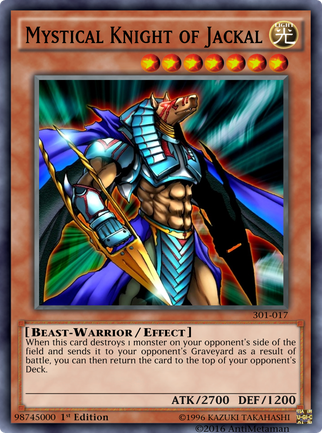 MYSTICAL KNIGHT OF JACKAL
LIGHT
光
301-017
[BEAST-WARRIOR / EFFECT]
When this card destroys 1 monster on your opponent's side of the
field and sends it to your opponent's Graveyard as a result of
battle, you can then return the card to the top of your opponent's
Deck.
ATK/2700 DEF/1200
98745000 1st Edition ©1996 KAZUKI TAKAHASHI
©2016 AntiMetaman